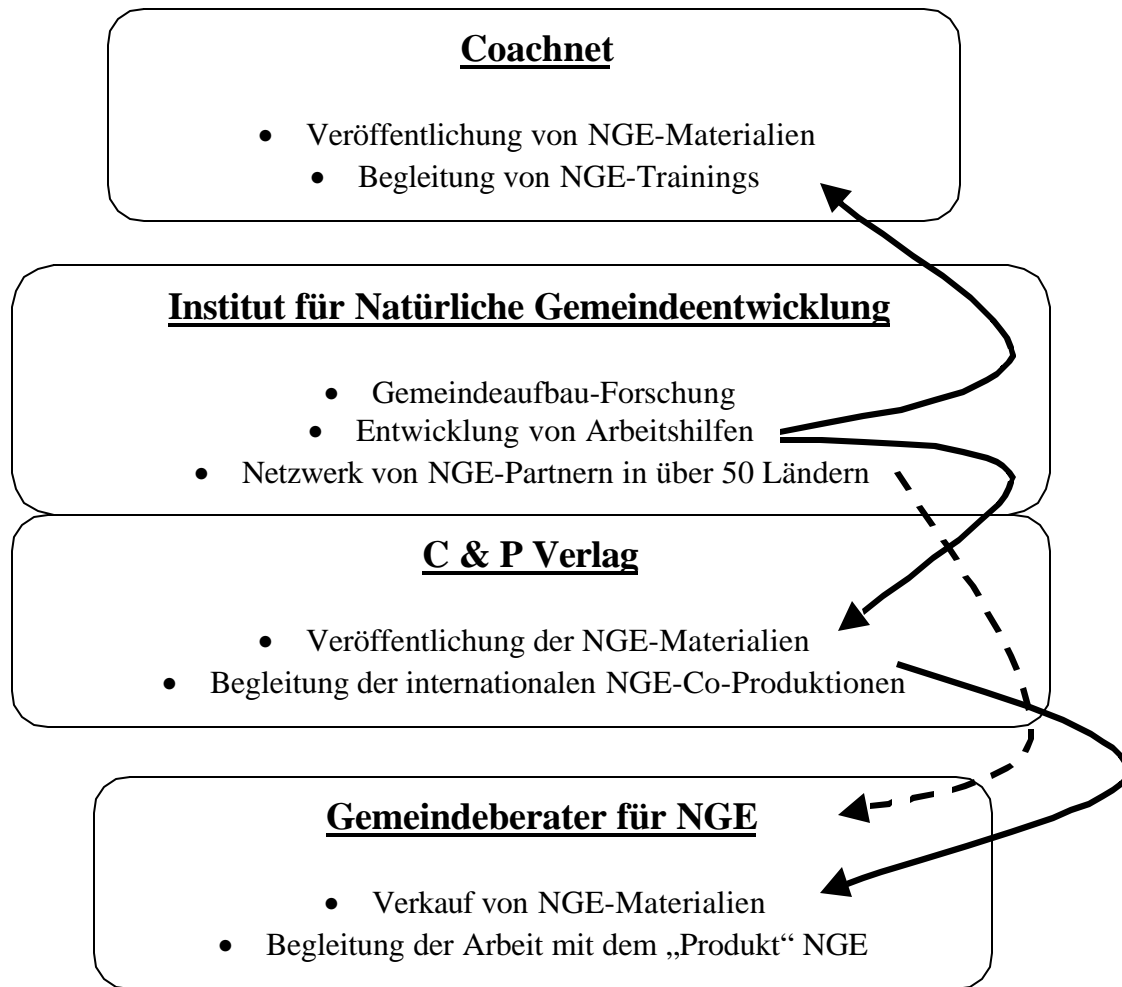 Coachnet
• Veröffentlichung von NGE-Materialien
• Begleitung von NGE-Trainings
Institut für Natürliche Gemeindeentwicklung
• Gemeindeaufbau-Forschung
• Entwicklung von Arbeitshilfen
• Netzwerk von NGE-Partnern in über 50 Ländern
C & P Verlag
• Veröffentlichung der NGE-Materialien
• Begleitung der internationalen NGE-Co-Produktionen
Gemeindeberater für NGE
• Verkauf von NGE-Materialien
• Begleitung der Arbeit mit dem „Produkt“ NGE